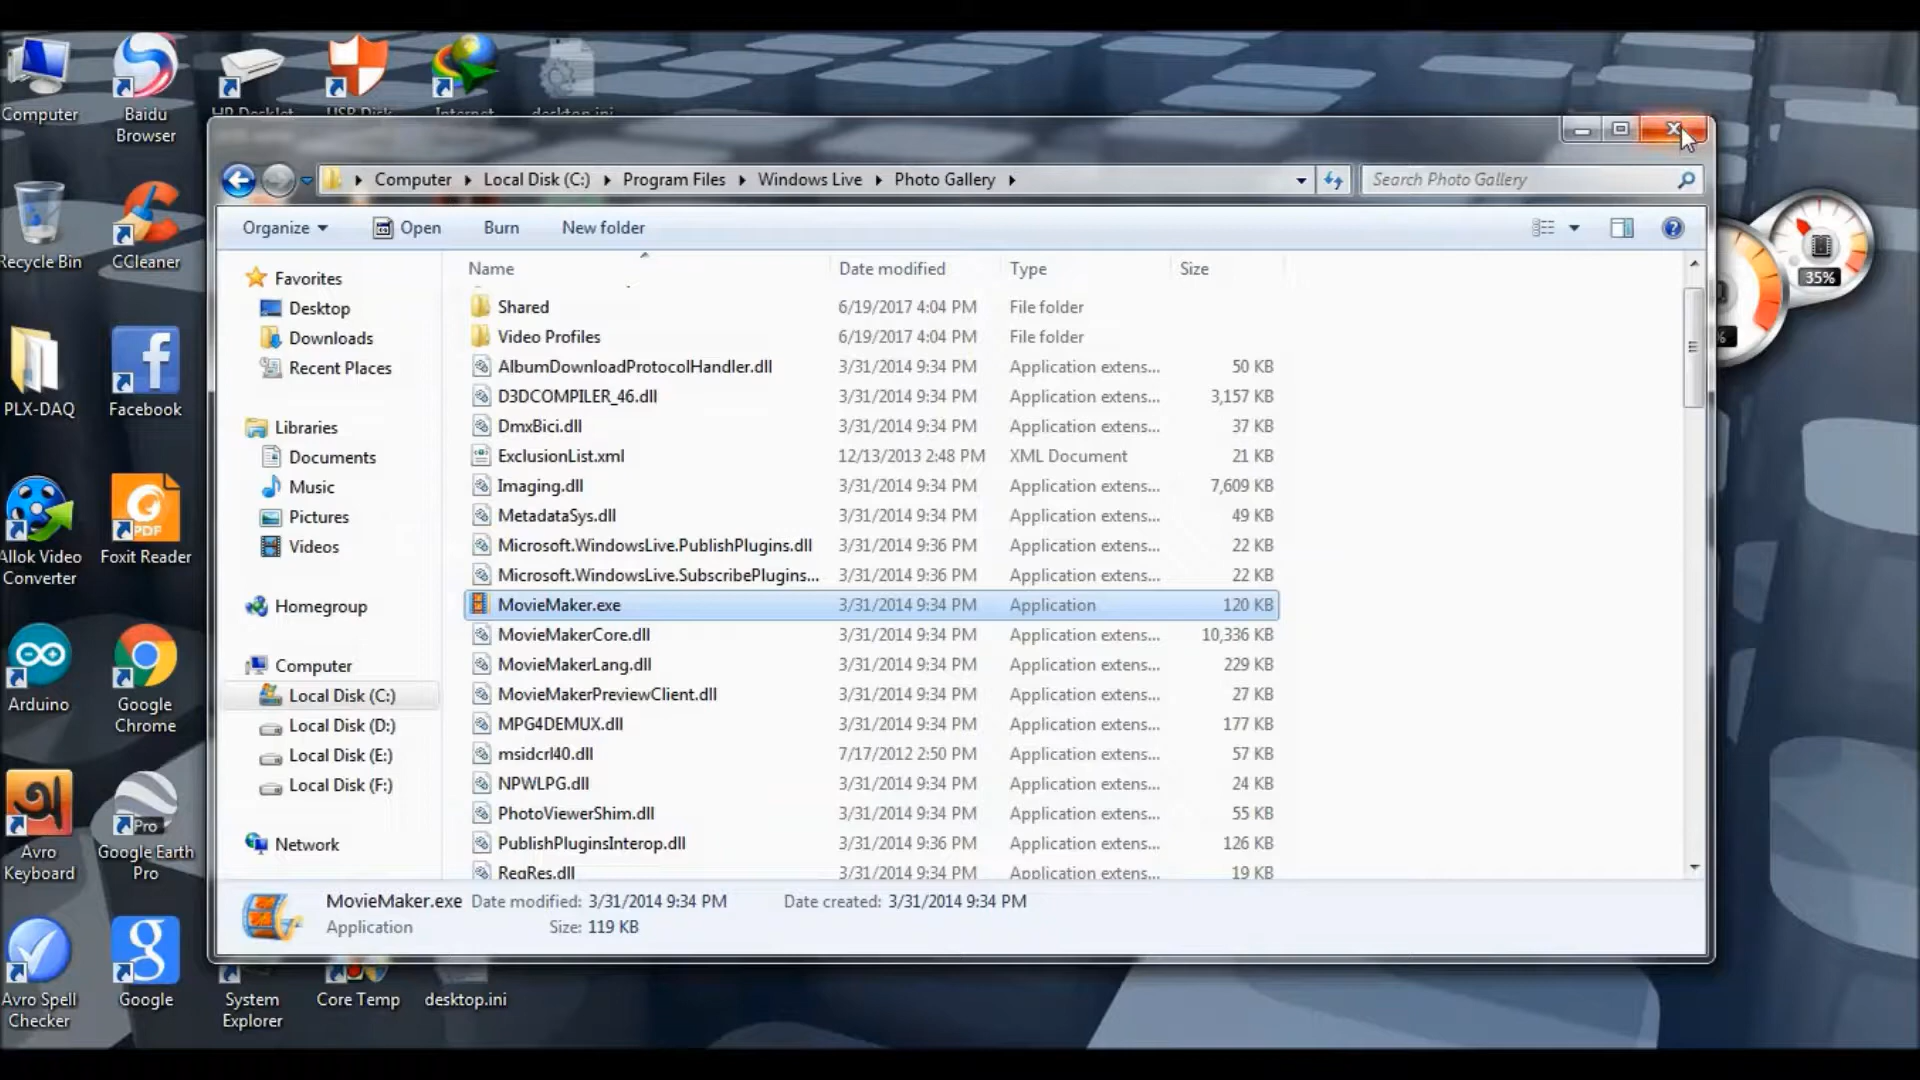 Computer
Baidu
Browser
HP Deskjet
USB Disk
Internet
desktop.ini
Recycle Bin
CCleaner
PLX-DAQ
Facebook
Allok Video
Converter
PDF
Foxit Reader
Arduino
Google
Chrome
Avro
Keyboard
Pro
Google Earth
Pro
Avro Spell
Checker
Google
System
Explorer
Core Temp
desktop.ini
Computer
Local Disk (C:)
Program Files
Windows Live
Photo Gallery
Search Photo Gallery
Organize
Open
Burn
New folder
Favorites
Desktop
Downloads
Recent Places
Libraries
Documents
Music
Pictures
Videos
Homegroup
Computer
Local Disk (C:)
Local Disk (D:)
Local Disk (E:)
Local Disk (F:)
Network
Name Date modified Type Size
Shared 6/19/2017 4:04 PM File folder
Video Profiles 6/19/2017 4:04 PM File folder
AlbumDownloadProtocolHandler.dll 3/31/2014 9:34 PM Application extens... 50 KB
D3DCOMPILER_46.dll 3/31/2014 9:34 PM Application extens... 3,157 KB
DmxBici.dll 3/31/2014 9:34 PM Application extens... 37 KB
ExclusionList.xml 12/13/2013 2:48 PM XML Document 21 KB
Imaging.dll 3/31/2014 9:34 PM Application extens... 7,609 KB
MetadataSys.dll 3/31/2014 9:34 PM Application extens... 49 KB
Microsoft.WindowsLive.PublishPlugins.dll 3/31/2014 9:36 PM Application extens... 22 KB
Microsoft.WindowsLive.SubscribePlugins... 3/31/2014 9:36 PM Application extens... 22 KB
MovieMaker.exe 3/31/2014 9:34 PM Application 120 KB
MovieMakerCore.dll 3/31/2014 9:34 PM Application extens... 10,336 KB
MovieMakerLang.dll 3/31/2014 9:34 PM Application extens... 229 KB
MovieMakerPreviewClient.dll 3/31/2014 9:34 PM Application extens... 27 KB
MPG4DEMUX.dll 3/31/2014 9:34 PM Application extens... 177 KB
msidcrl40.dll 7/17/2012 2:50 PM Application extens... 57 KB
NPWLPG.dll 3/31/2014 9:34 PM Application extens... 24 KB
PhotoViewerShim.dll 3/31/2014 9:34 PM Application extens... 55 KB
PublishPluginsInterop.dll 3/31/2014 9:36 PM Application extens... 126 KB
RegRes.dll 3/31/2014 9:34 PM Application extens... 19 KB
MovieMaker.exe Date modified: 3/31/2014 9:34 PM Date created: 3/31/2014 9:34 PM
Application Size: 119 KB
35%
%